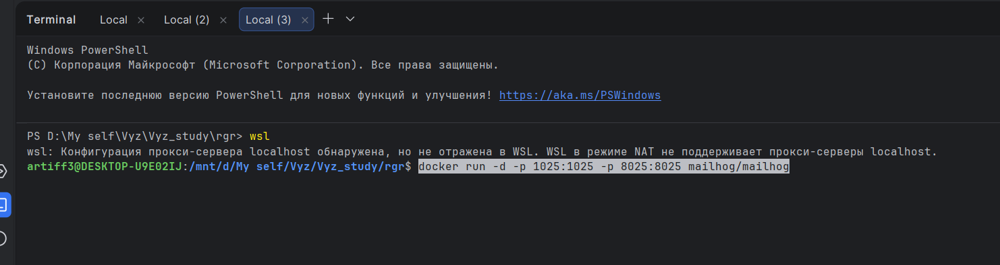 Terminal Local × Local (2) × Local (3) ×
Windows PowerShell
(C) Корпорация Майкрософт (Microsoft Corporation). Все права защищены.
Установите последнюю версию PowerShell для новых функций и улучшения! https://aka.ms/PSWindows
PS D:\My self\Vyz\Vyz_study\rgr> wsl
wsl: Конфигурация прокси-сервера localhost обнаружена, но не отражена в WSL. WSL в режиме NAT не поддерживает прокси-серверы localhost.
artiff3@DESKTOP-U9E02IJ:/mnt/d/My self/Vyz/Vyz_study/rgr$ docker run -d -p 1025:1025 -p 8025:8025 mailhog/mailhog